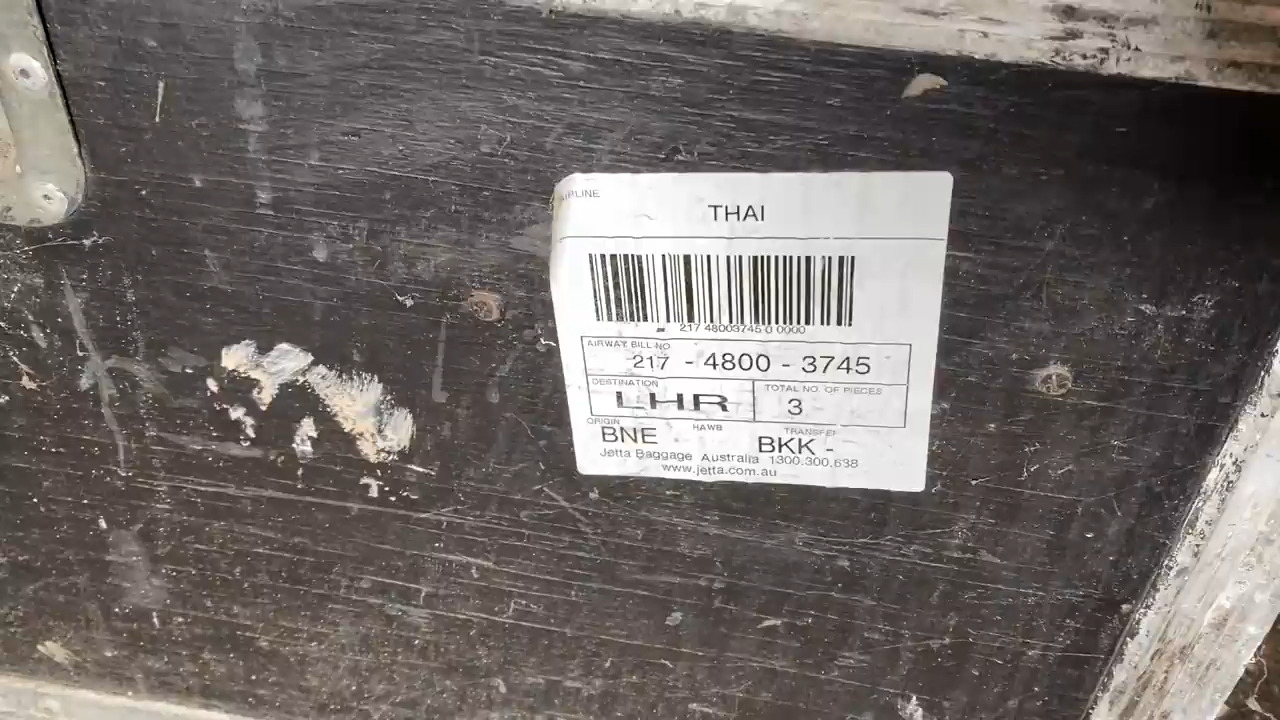 AIRLINE
THAI
217 48003745 0 0000
AIRWAY BILL NO
217 - 4800 - 3745
DESTINATION TOTAL NO. OF PIECES
LHR 3
ORIGIN HAWB TRANSFER
BNE BKK -
Jetta Baggage Australia 1300.300.638
www.jetta.com.au